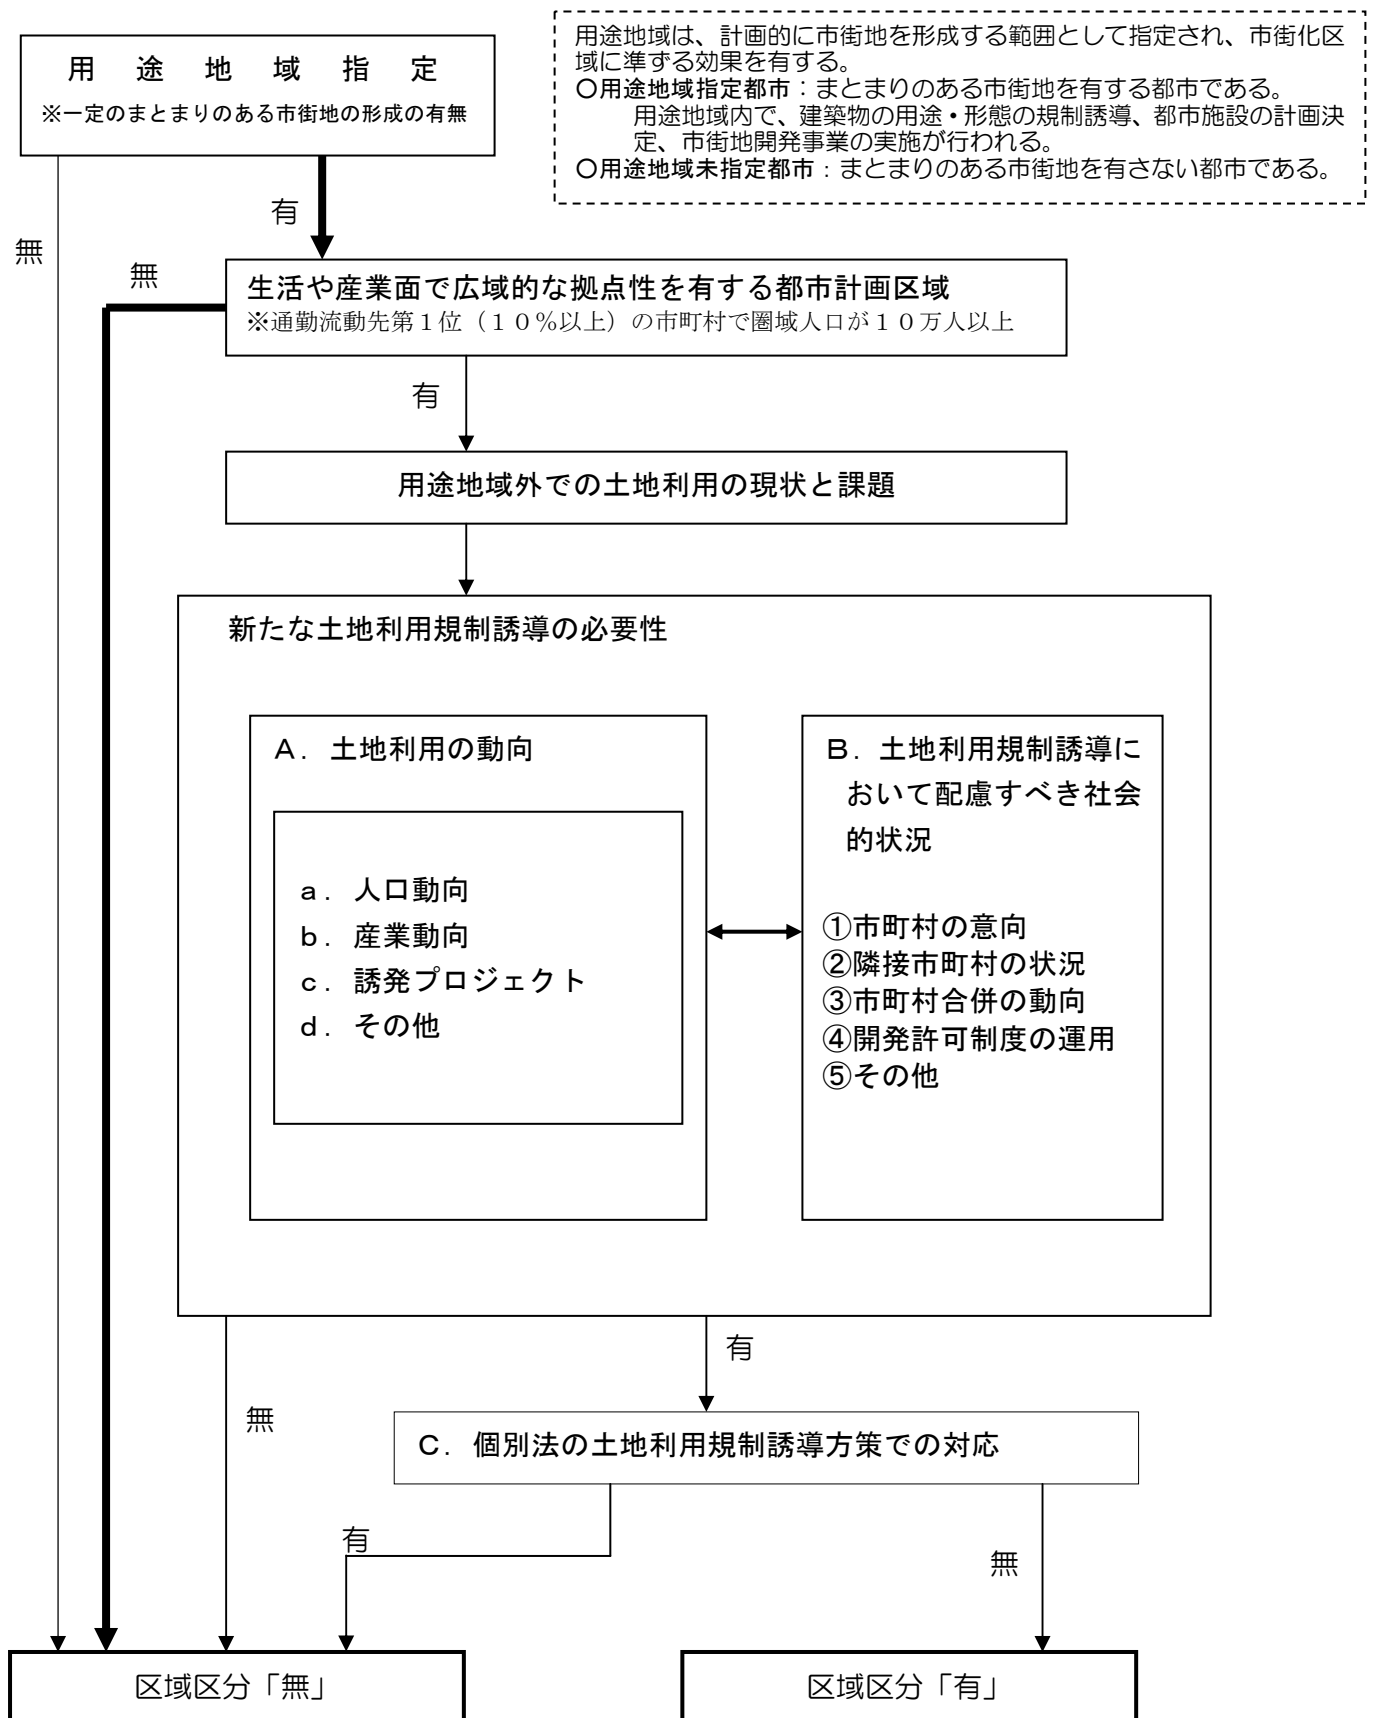 用途地域指定
※一定のまとまりのある市街地の形成の有無
用途地域は、計画的に市街地を形成する範囲として指定され、市街化区
域に準ずる効果を有する。
○用途地域指定都市：まとまりのある市街地を有する都市である。
用途地域内で、建築物の用途・形態の規制誘導、都市施設の計画決
定、市街地開発事業の実施が行われる。
○用途地域未指定都市：まとまりのある市街地を有さない都市である。
有
無
無
生活や産業面で広域的な拠点性を有する都市計画区域
※通勤流動先第１位（１０％以上）の市町村で圏域人口が１０万人以上
有
用途地域外での土地利用の現状と課題
新たな土地利用規制誘導の必要性
Ａ．土地利用の動向
ａ．人口動向
ｂ．産業動向
ｃ．誘発プロジェクト
ｄ．その他
Ｂ．土地利用規制誘導に
おいて配慮すべき社会
的状況
①市町村の意向
②隣接市町村の状況
③市町村合併の動向
④開発許可制度の運用
⑤その他
有
無
Ｃ．個別法の土地利用規制誘導方策での対応
有
無
区域区分「無」
区域区分「有」